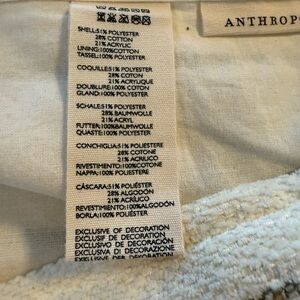 ANTHROPO
SHELL:51% POLYESTER
28% COTTON
21% ACRYLIC
LINING:100%COTTON
TASSEL:100% POLYESTER
COQUILLE:51% POLYESTER
28% COTON
21% ACRYLIQUE
DOUBLURE:100% COTON
GLAND:100% POLYESTER
SCHALE:51% POLYESTER
28% BAUMWOLLE
21% ACRYL
FUTTER:100%BAUMWOLLE
QUASTE:100% POLYESTER
CONCHIGLIA:51% POLIESTERE
28% COTONE
21% ACRILICO
RIVESTIMENTO:100%COTONE
NAPPA:100% POLIESTERE
CÁSCARA:51% POLIÉSTER
28% ALGODÓN
21% ACRÍLICO
REVESTIMIENTO:100%ALGODÓN
BORLA:100% POLIÉSTER
EXCLUSIVE OF DECORATION
EXCLUSIF DE DECORATION
EXCLUSIVO DE DECORACIÓN
EXCLUSIVO DI DECORAZIONE